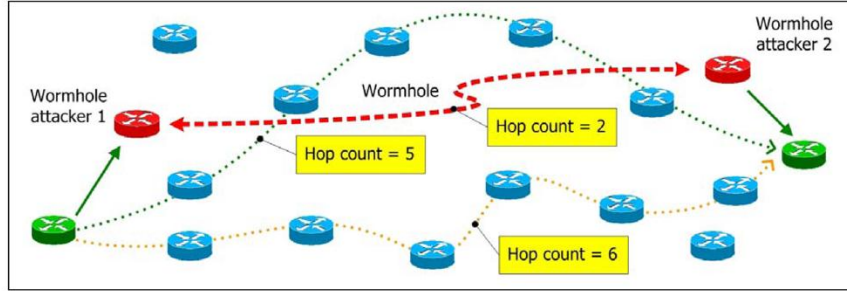 Wormhole
attacker 2
Wormhole
attacker 1
Wormhole
Hop count = 2
Hop count = 5
Hop count = 6